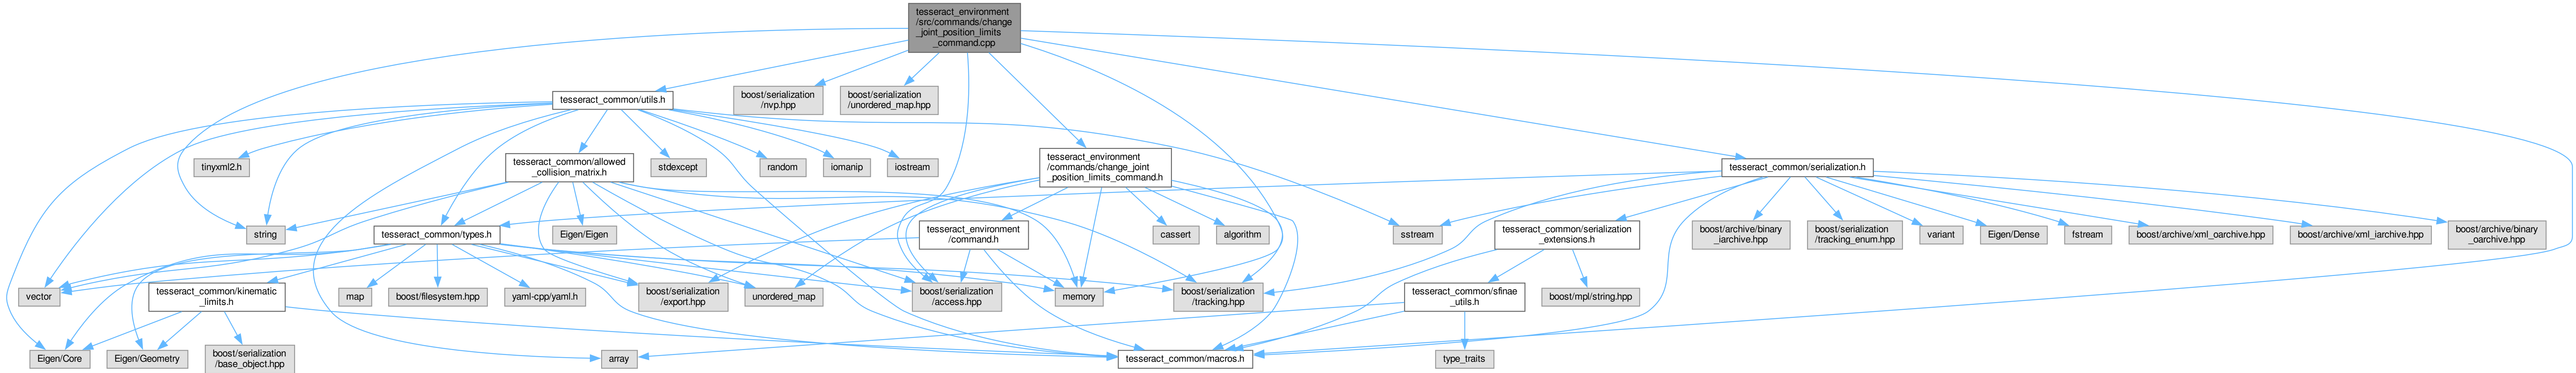 tesseract_environment
/src/commands/change
_joint_position_limits
_command.cpp
tesseract_common/utils.h
boost/serialization
/nvp.hpp
boost/serialization
/unordered_map.hpp
tinyxml2.h
tesseract_common/allowed
_collision_matrix.h
stdexcept
random
iomanip
iostream
tesseract_environment
/commands/change_joint
_position_limits_command.h
tesseract_common/serialization.h
string
tesseract_common/types.h
Eigen/Eigen
tesseract_environment
/command.h
cassert
algorithm
sstream
tesseract_common/serialization
_extensions.h
boost/archive/binary
_iarchive.hpp
boost/serialization
/tracking_enum.hpp
variant
Eigen/Dense
fstream
boost/archive/xml_oarchive.hpp
boost/archive/xml_iarchive.hpp
boost/archive/binary
_oarchive.hpp
vector
tesseract_common/kinematic
_limits.h
map
boost/filesystem.hpp
yaml-cpp/yaml.h
boost/serialization
/export.hpp
unordered_map
boost/serialization
/access.hpp
memory
boost/serialization
/tracking.hpp
tesseract_common/sfinae
_utils.h
boost/mpl/string.hpp
Eigen/Core
Eigen/Geometry
boost/serialization
/base_object.hpp
array
tesseract_common/macros.h
type_traits